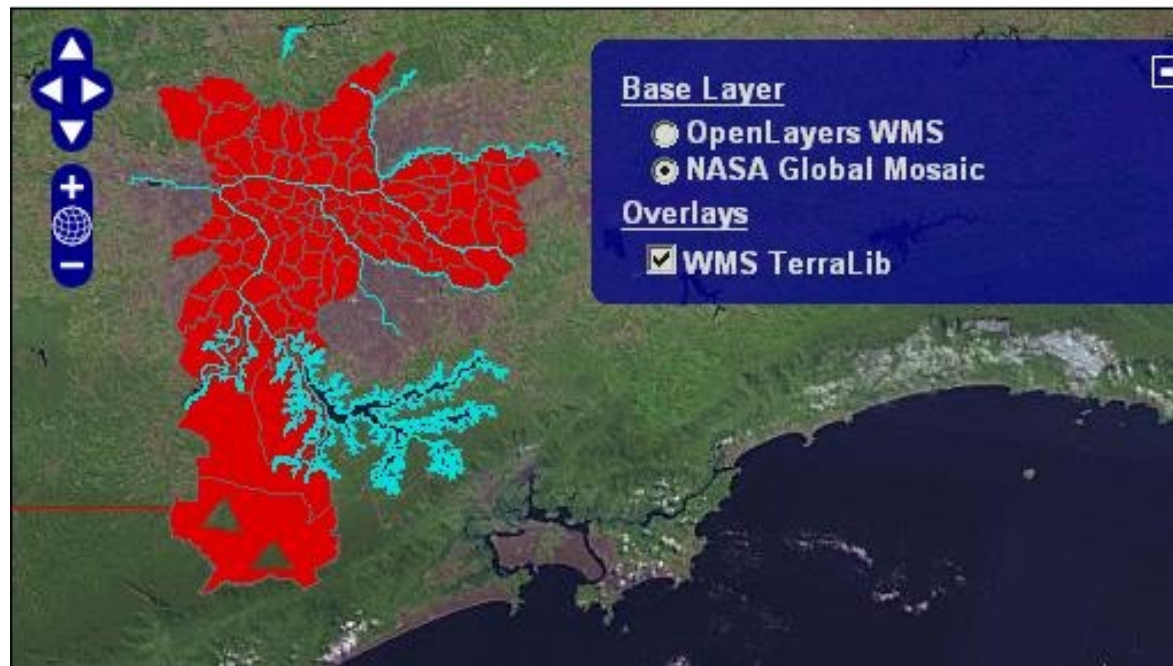 Base Layer
OpenLayers WMS
NASA Global Mosaic
Overlays
WMS TerraLib